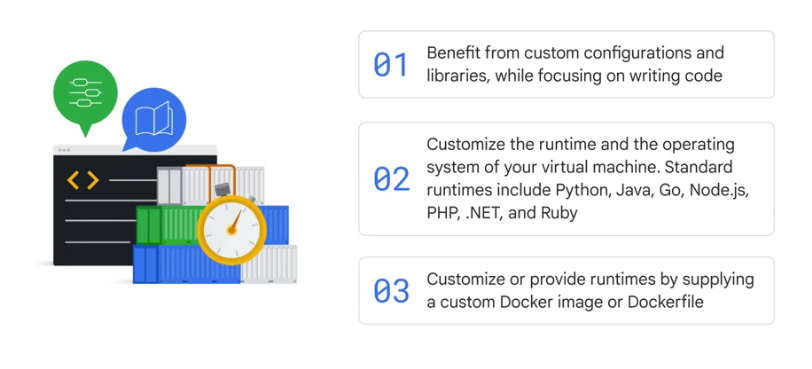 01
Benefit from custom configurations and
libraries, while focusing on writing code
02
Customize the runtime and the operating
system of your virtual machine. Standard
runtimes include Python, Java, Go, Node.js,
PHP, .NET, and Ruby
03
Customize or provide runtimes by supplying
a custom Docker image or Dockerfile